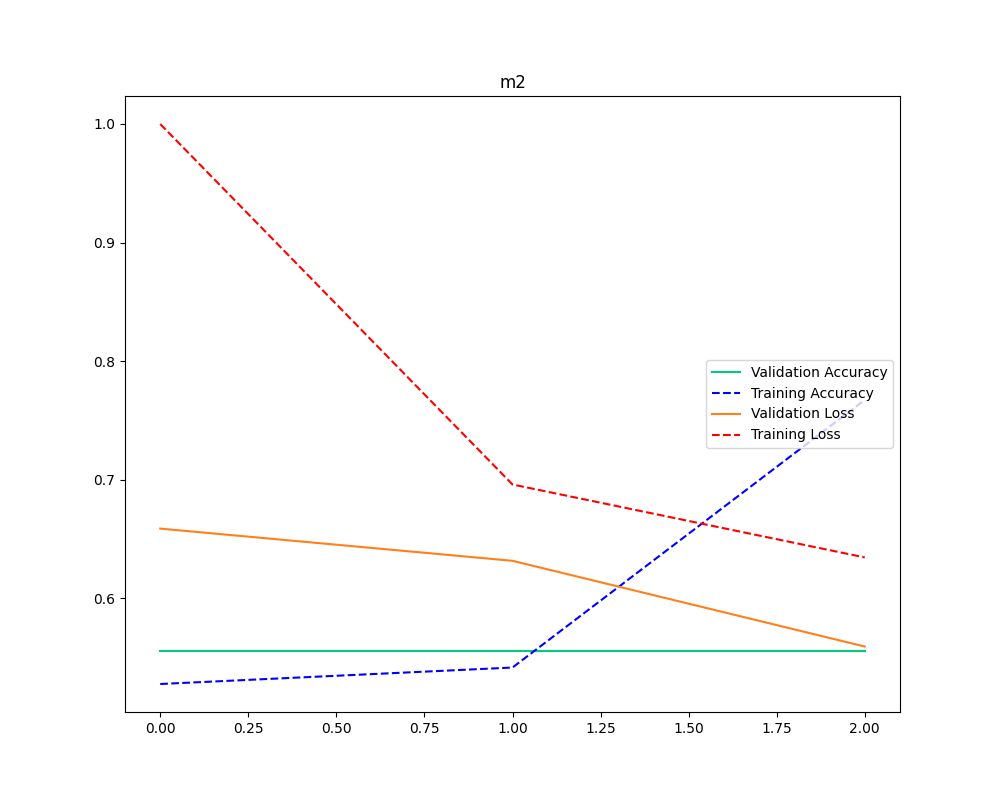 m2
1.0
0.9
0.8
0.7
0.6
Validation Accuracy
Training Accuracy
Validation Loss
Training Loss
0.00 0.25 0.50 0.75 1.00 1.25 1.50 1.75 2.00